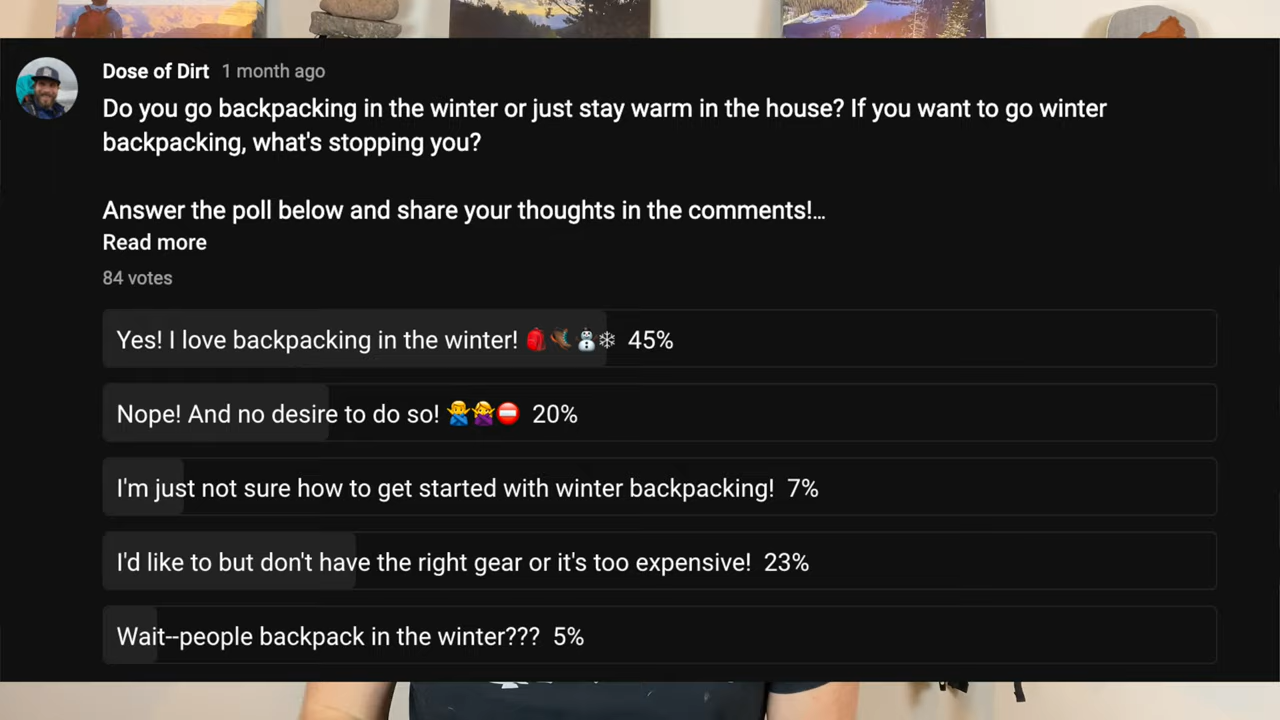 Dose of Dirt 1 month ago
Do you go backpacking in the winter or just stay warm in the house? If you want to go winter
backpacking, what's stopping you?
Answer the poll below and share your thoughts in the comments!...
Read more
84 votes
Yes! I love backpacking in the winter! 🎒🥾⛄❄ 45%
Nope! And no desire to do so! 🙅‍♂️🙅‍♀️⛔ 20%
I'm just not sure how to get started with winter backpacking! 7%
I'd like to but don't have the right gear or it's too expensive! 23%
Wait--people backpack in the winter??? 5%